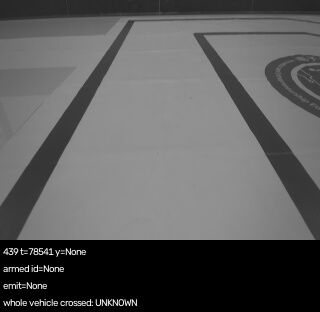 439 t=78541 y=None
armed id=None
emit=None
whole vehicle crossed: UNKNOWN